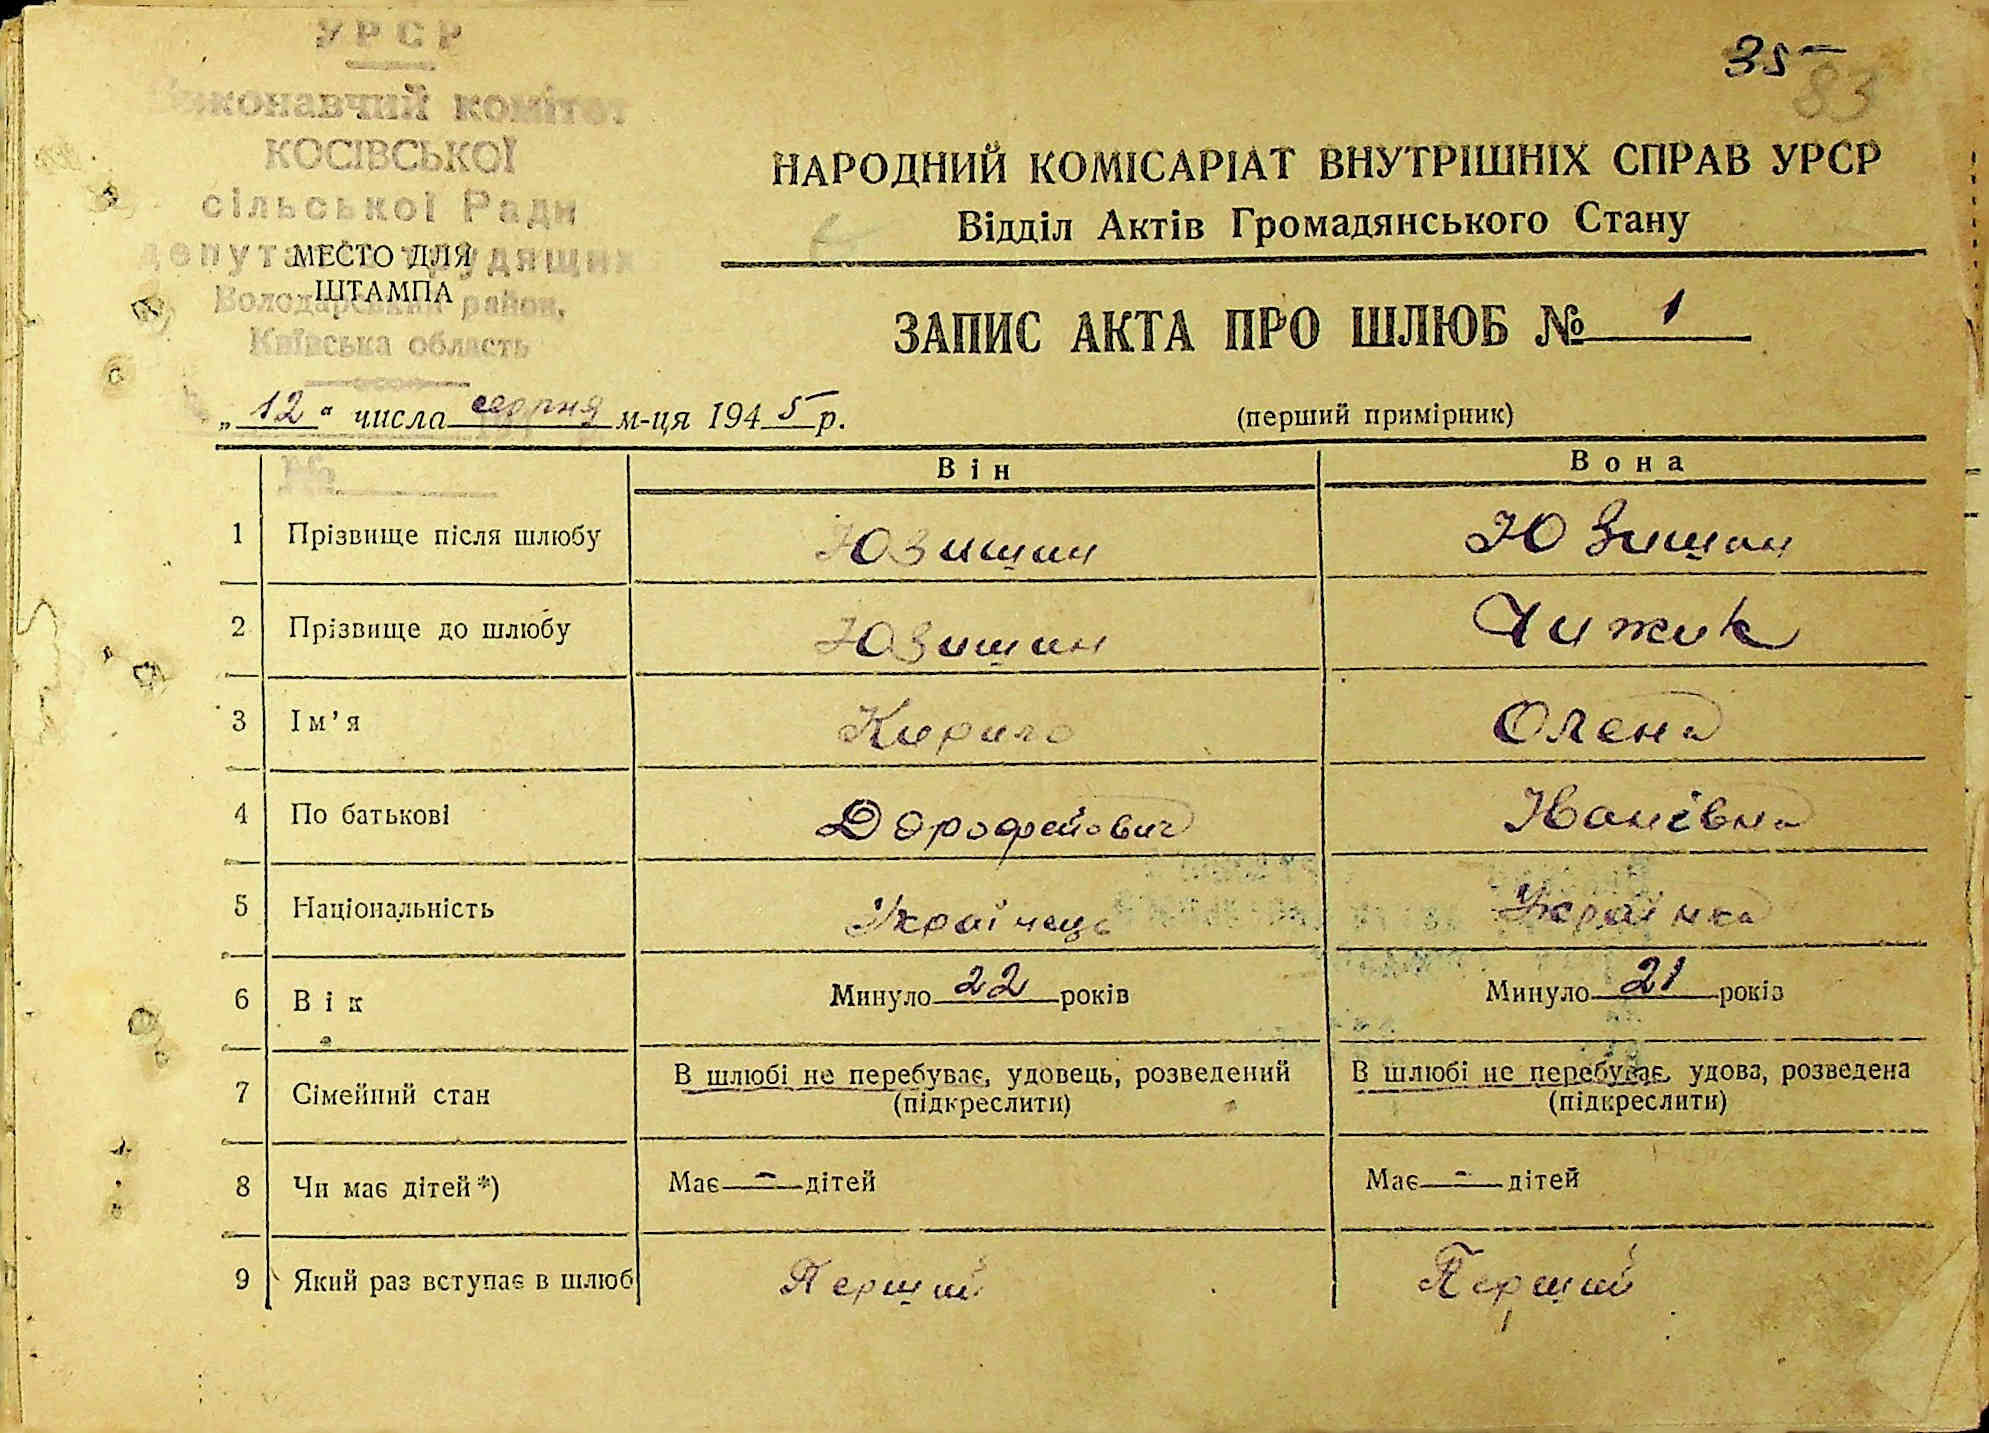 УРСР
Виконавчий комітет
КОСІВСЬКОЇ
сільської Ради
депутатів трудящих
Володарський район,
Київська область
МЕСТО ДЛЯ
ШТАМПА
35
83
НАРОДНИЙ КОМІСАРІАТ ВНУТРІШНІХ СПРАВ УРСР
Відділ Актів Громадянського Стану
ЗАПИС АКТА ПРО ШЛЮБ № 1
„12“ числа серпня м-ця 1945 р.
(перший примірник)
№
Він Вона
1 Прізвище після шлюбу Юзишин Юзишин
2 Прізвище до шлюбу Юзишин Чижик
3 Ім’я Кирило Олена
4 По батькові Дорофейович Іванівна
5 Національність Українець Українка
6 Вік Минуло 22 років Минуло 21 років
7 Сімейний стан В шлюбі не перебуває, удовець, розведений В шлюбі не перебуває, удова, розведена
(підкреслити) (підкреслити)
8 Чи має дітей*) Має - дітей Має - дітей
9 Який раз вступає в шлюб Перший Перший